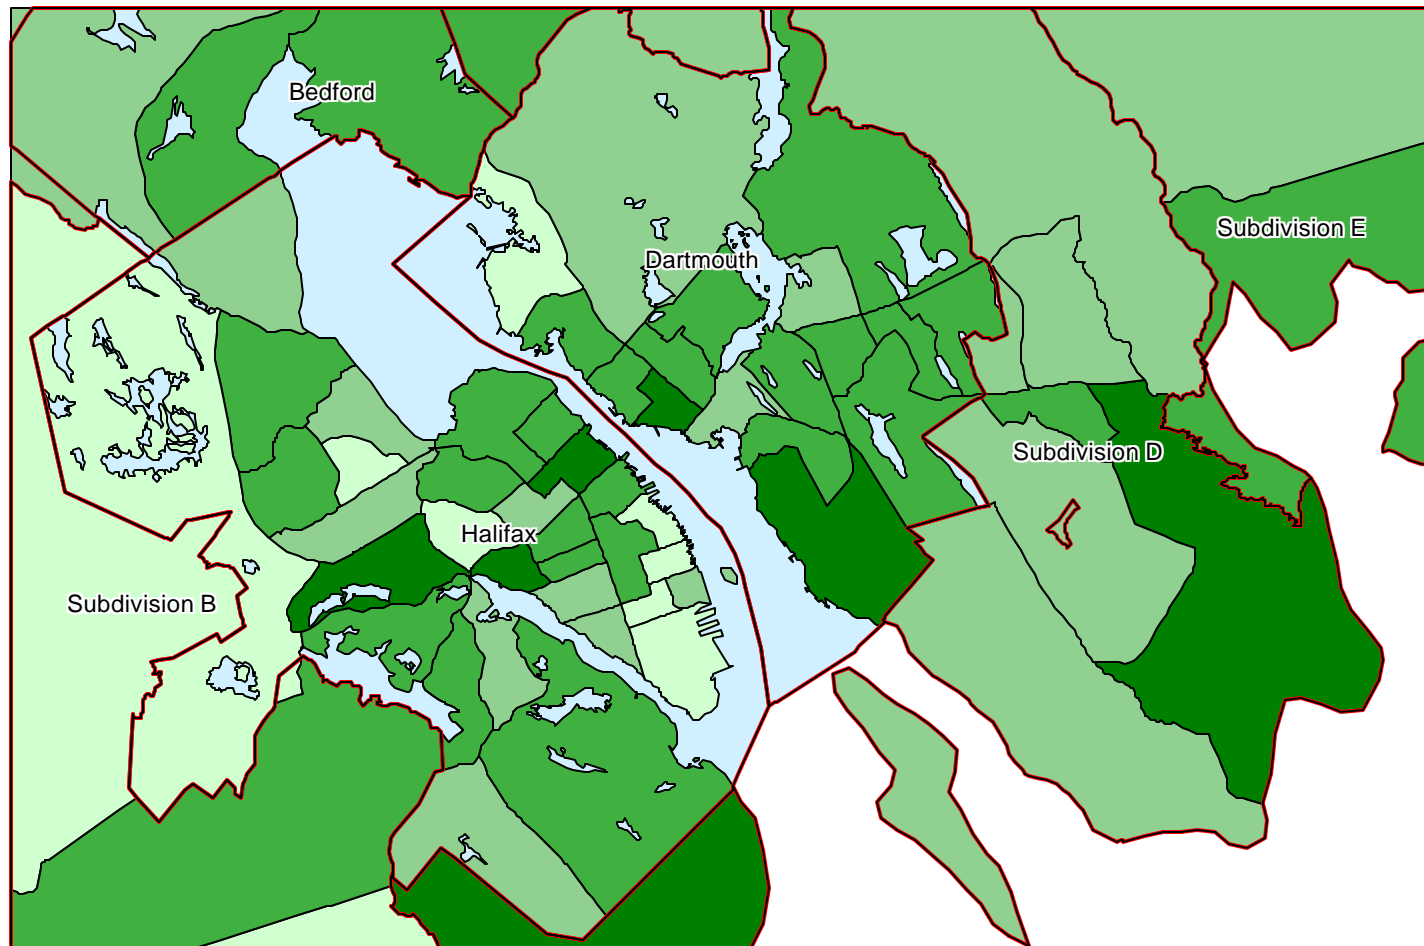 Bedford
Subdivision E
Dartmouth
Subdivision D
Halifax
Subdivision B